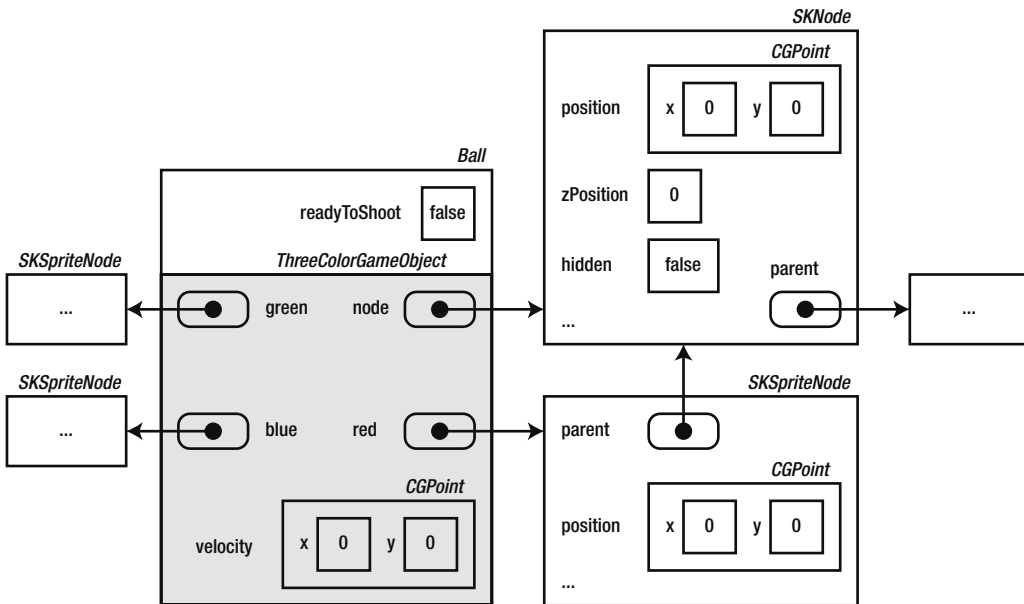 SKNode
CGPoint
position x 0 y 0
Ball
readyToShoot false
zPosition 0
SKSpriteNode
ThreeColorGameObject
hidden false
parent
...
green node
...
...
SKSpriteNode
SKSpriteNode
...
blue red
parent
CGPoint
CGPoint
velocity x 0 y 0
position x 0 y 0
...